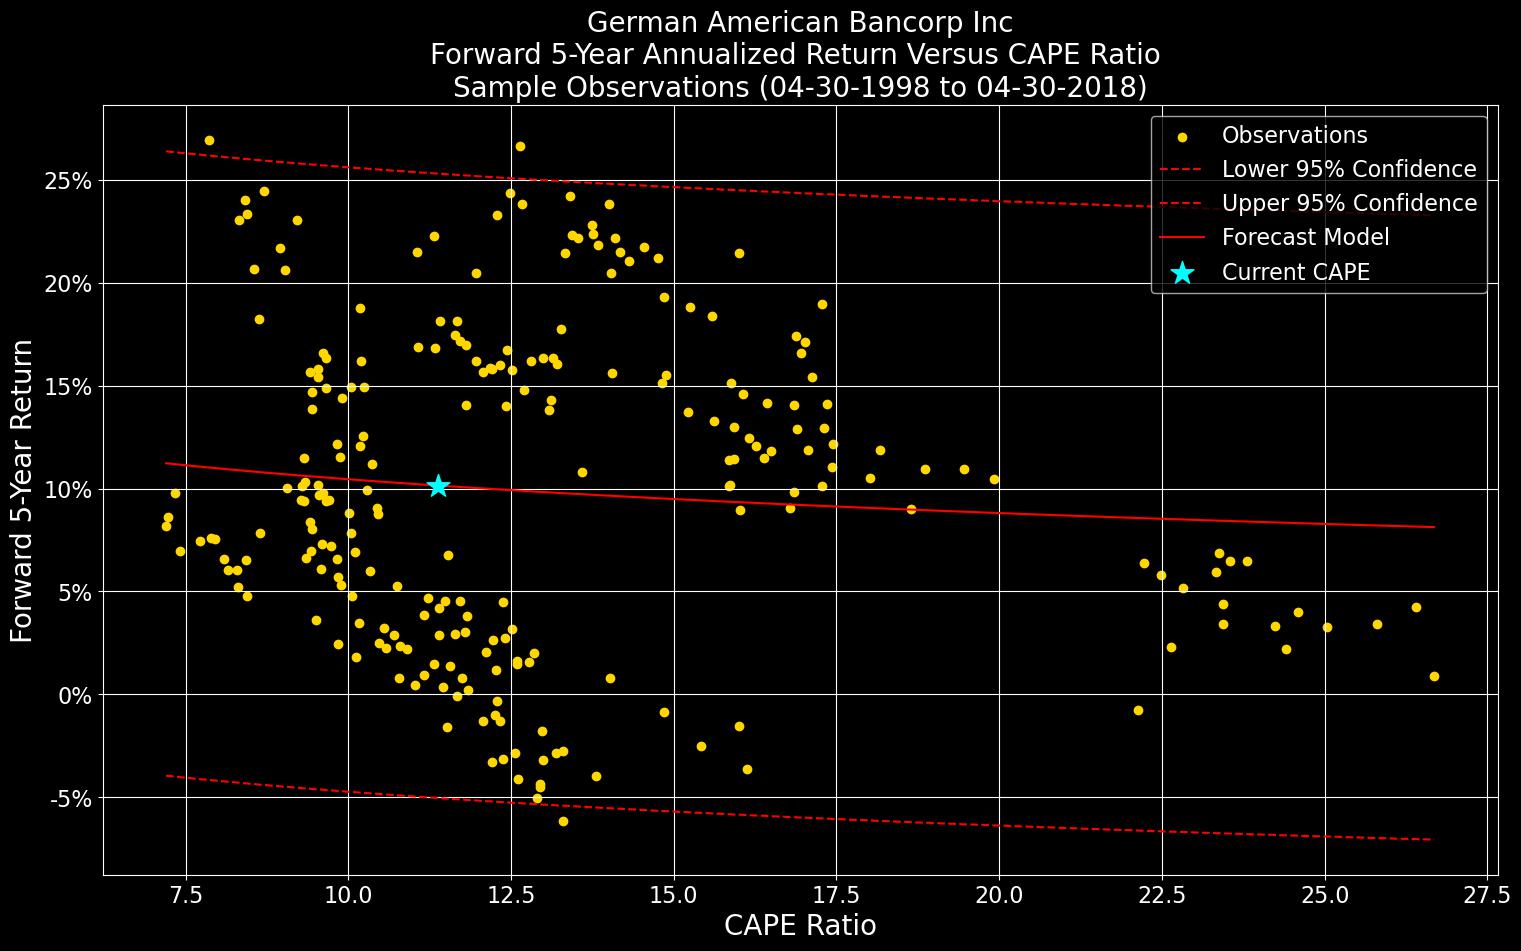 German American Bancorp Inc
Forward 5-Year Annualized Return Versus CAPE Ratio
Sample Observations (04-30-1998 to 04-30-2018)
Observations
Lower 95% Confidence
Upper 95% Confidence
Forecast Model
Current CAPE
Forward 5-Year Return
25%
20%
15%
10%
5%
0%
-5%
7.5 10.0 12.5 15.0 17.5 20.0 22.5 25.0 27.5
CAPE Ratio